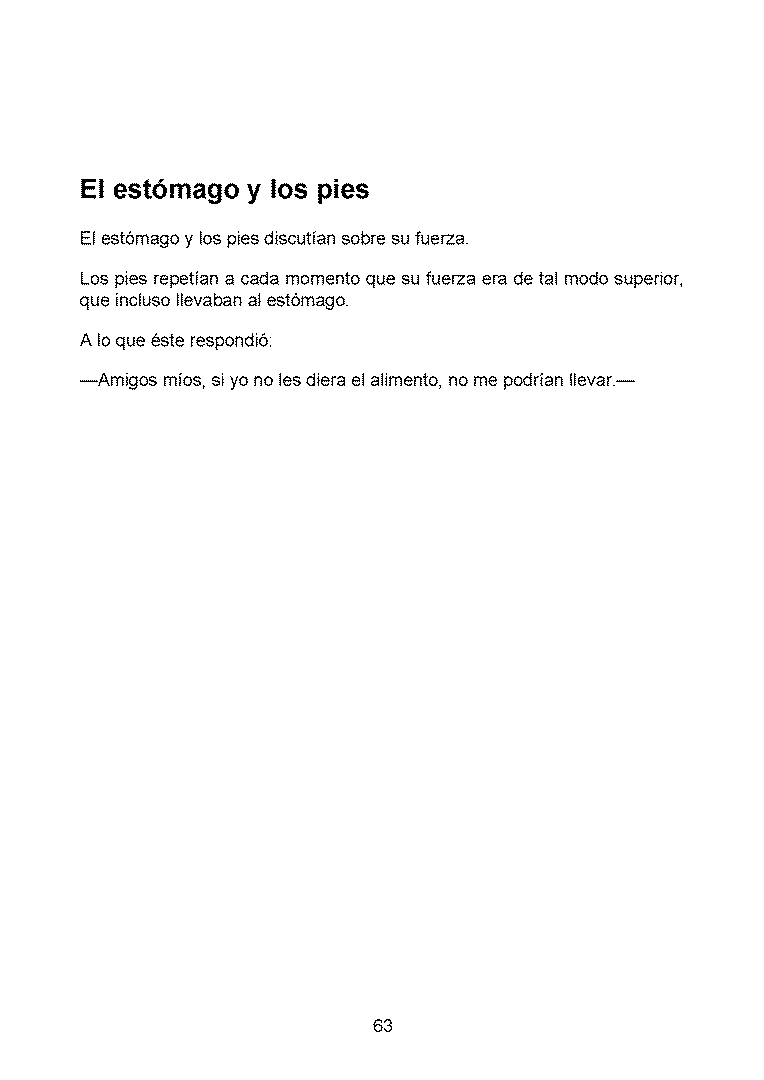 El estómago y los pies
El estómago y los pies discutían sobre su fuerza.
Los pies repetían a cada momento que su fuerza era de tal modo superior,
que incluso llevaban al estómago.
A lo que éste respondió:
—Amigos míos, si yo no les diera el alimento, no me podrían llevar.—
63